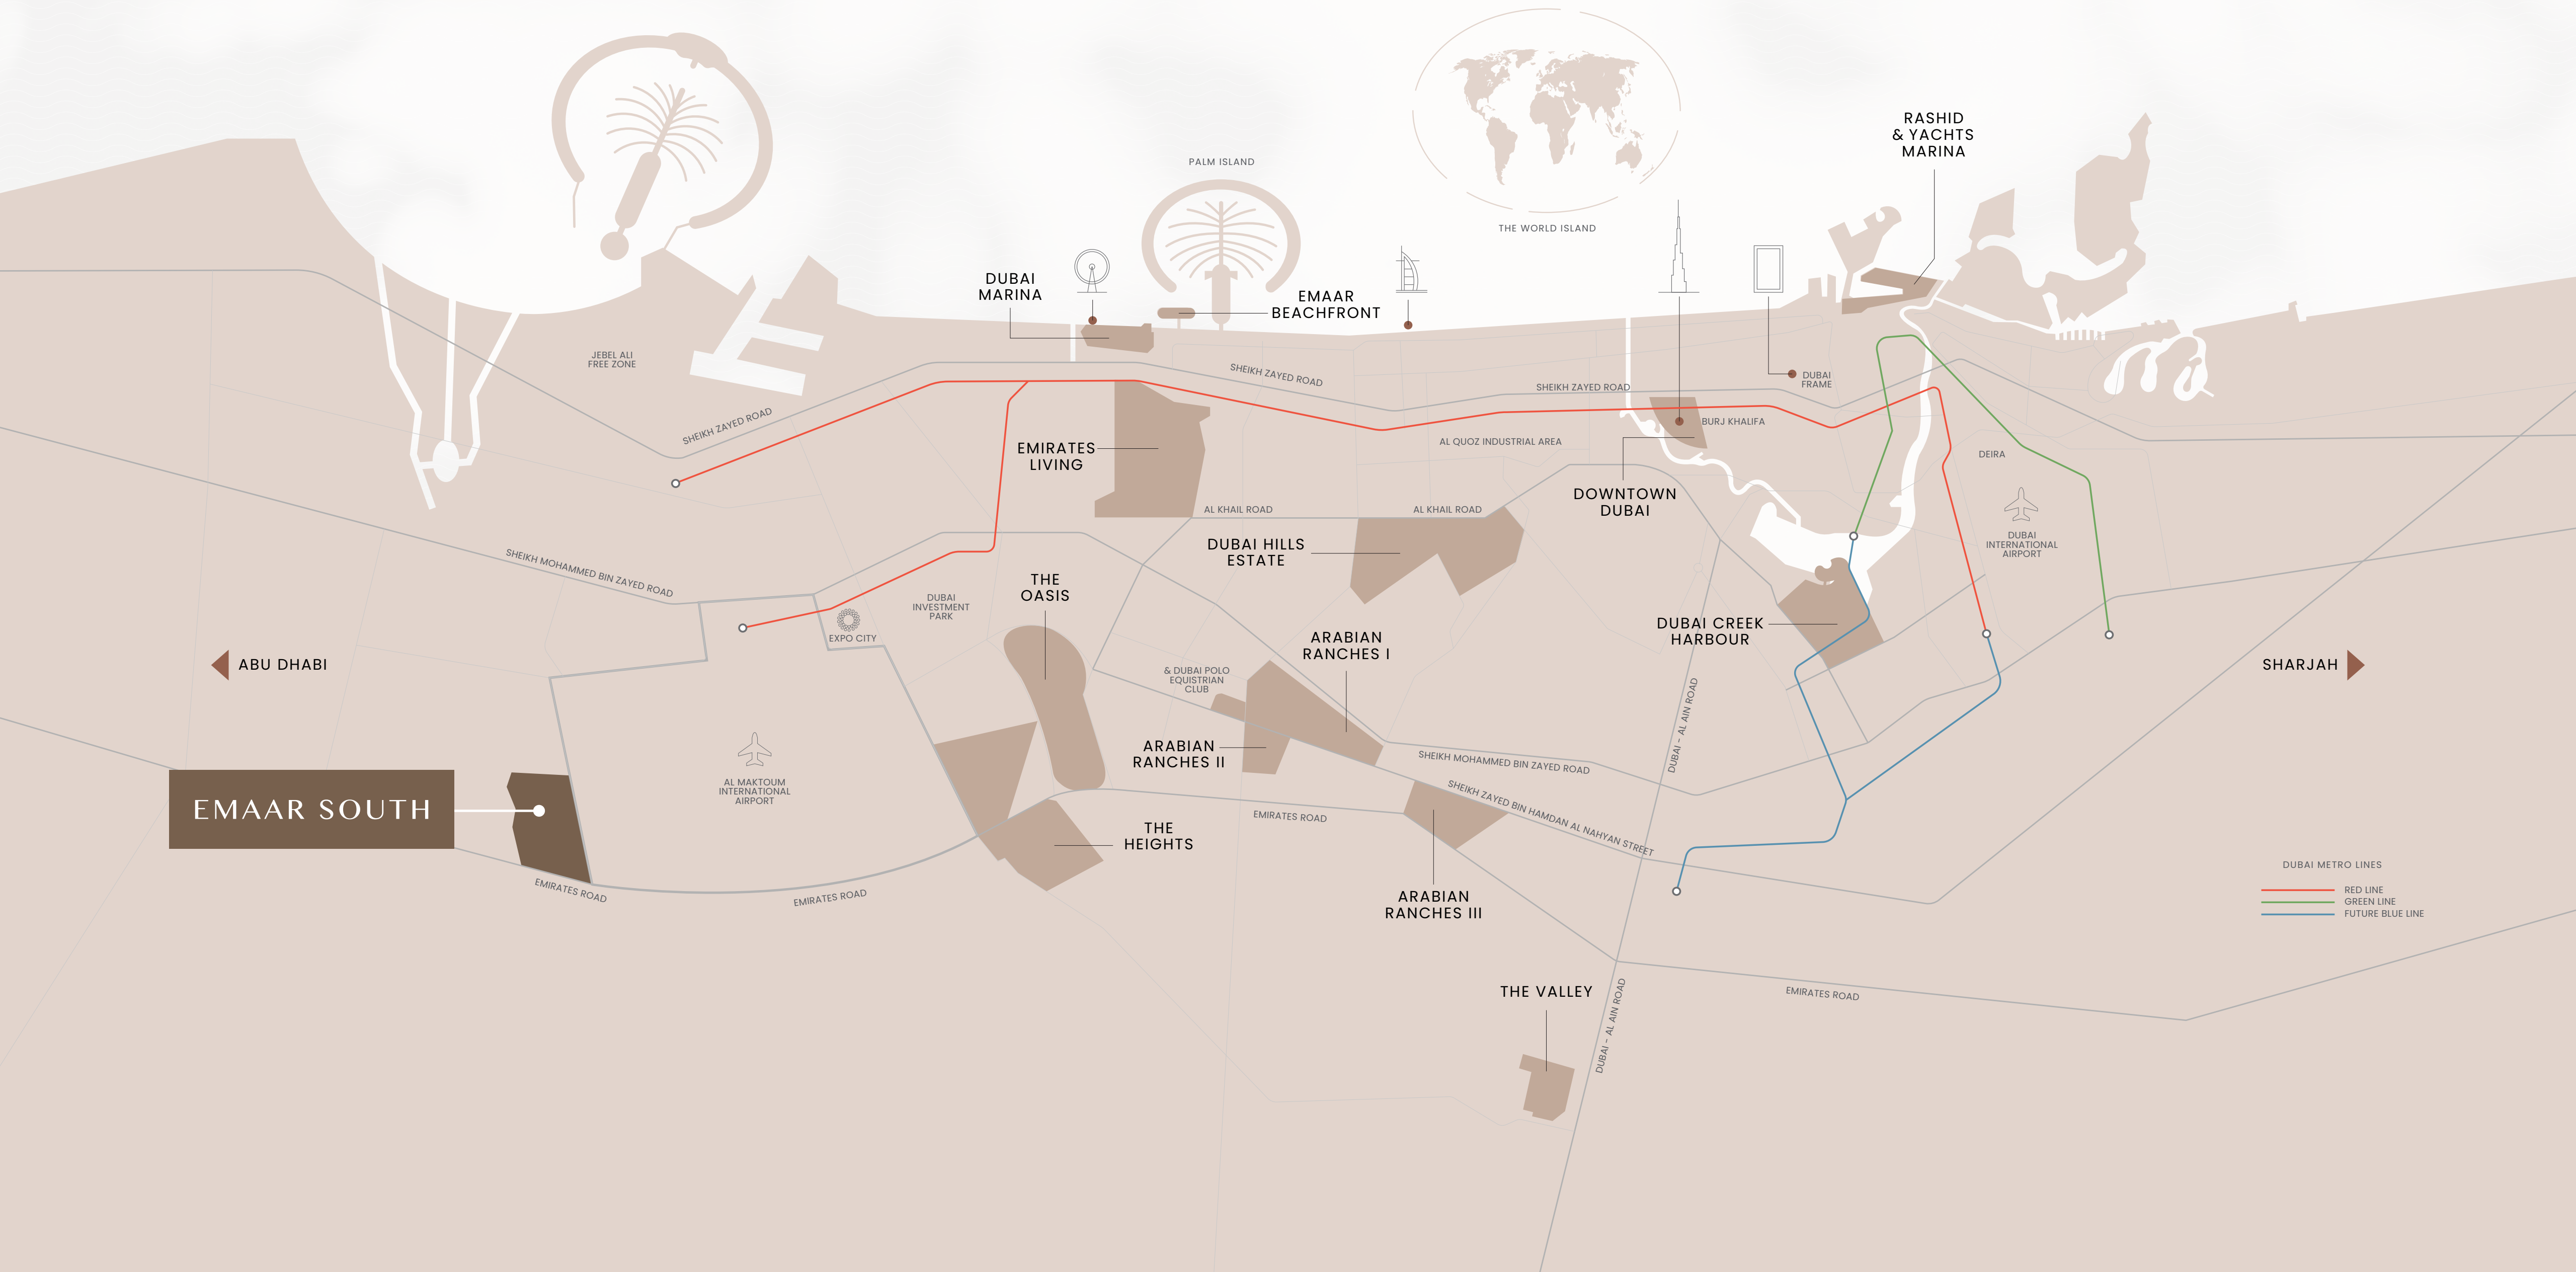 RASHID
& YACHTS
MARINA
PALM ISLAND
THE WORLD ISLAND
DUBAI
MARINA
EMAAR
BEACHFRONT
JEBEL ALI
FREE ZONE
SHEIKH ZAYED ROAD
SHEIKH ZAYED ROAD
SHEIKH ZAYED ROAD
DUBAI
FRAME
BURJ KHALIFA
AL QUOZ INDUSTRIAL AREA
EMIRATES
LIVING
DEIRA
DOWNTOWN
DUBAI
AL KHAIL ROAD
AL KHAIL ROAD
DUBAI HILLS
ESTATE
DUBAI
INTERNATIONAL
AIRPORT
SHEIKH MOHAMMED BIN ZAYED ROAD
THE
OASIS
DUBAI
INVESTMENT
PARK
EXPO CITY
DUBAI CREEK
HARBOUR
ARABIAN
RANCHES I
ABU DHABI
SHARJAH
& DUBAI POLO
EQUESTRIAN
CLUB
DUBAI - AL AIN ROAD
ARABIAN
RANCHES II
SHEIKH MOHAMMED BIN ZAYED ROAD
AL MAKTOUM
INTERNATIONAL
AIRPORT
EMAAR SOUTH
SHEIKH ZAYED BIN HAMDAN AL NAHYAN STREET
EMIRATES ROAD
THE
HEIGHTS
EMIRATES ROAD
EMIRATES ROAD
ARABIAN
RANCHES III
DUBAI METRO LINES
RED LINE
GREEN LINE
FUTURE BLUE LINE
THE VALLEY
EMIRATES ROAD
DUBAI - AL AIN ROAD